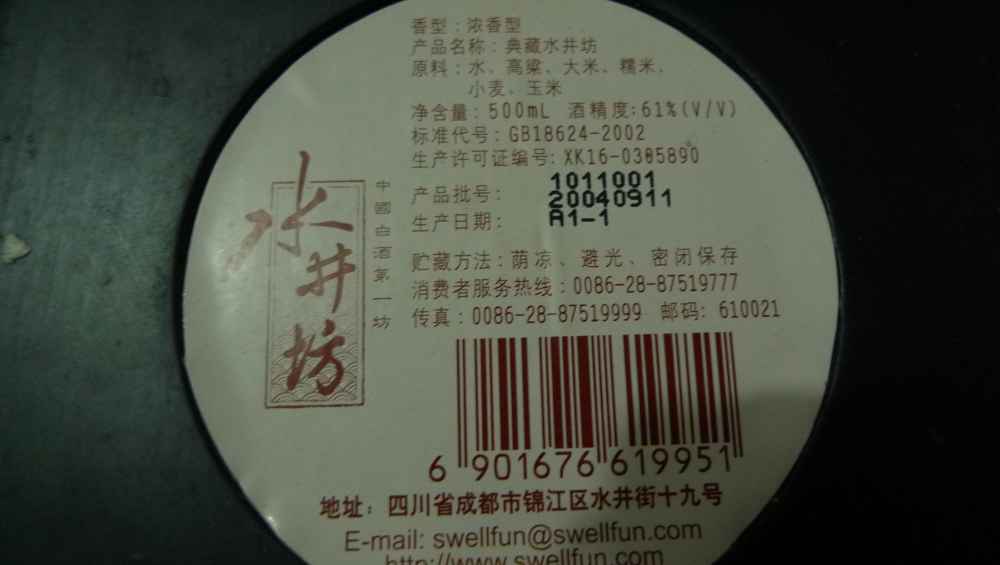 香型：浓香型
产品名称：典藏水井坊
原料：水、高粱、大米、糯米、
小麦、玉米
净含量：500mL 酒精度：61%(V/V)
标准代号：GB18624-2002
生产许可证编号：XK16-0305890
产品批号：
生产日期：
1011001
20040911
A1-1
贮藏方法：荫凉、避光、密闭保存
消费者服务热线：0086-28-87519777
传真：0086-28-87519999 邮码：610021
水井坊
中國白酒第一坊
6 901676 619951
地址：四川省成都市锦江区水井街十九号
E-mail: swellfun@swellfun.com
http://www.swellfun.com